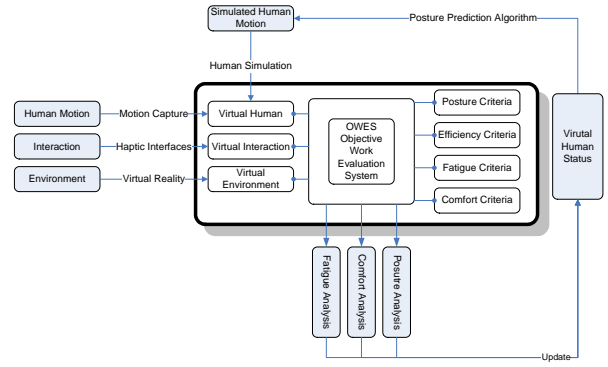 Simulated Human
Motion
Posture Prediction Algorithm
Human Simulation
Human Motion
Motion Capture
Virtual Human
Interaction
Haptic Interfaces
Virtual Interaction
Environment
Virtual Reality
Virtual
Environment
OWES
Objective
Work
Evaluation
System
Posture Criteria
Efficiency Criteria
Fatigue Criteria
Comfort Criteria
Virutal
Human
Status
Fatigue Analysis
Comfort Analysis
Posutre Analysis
Update